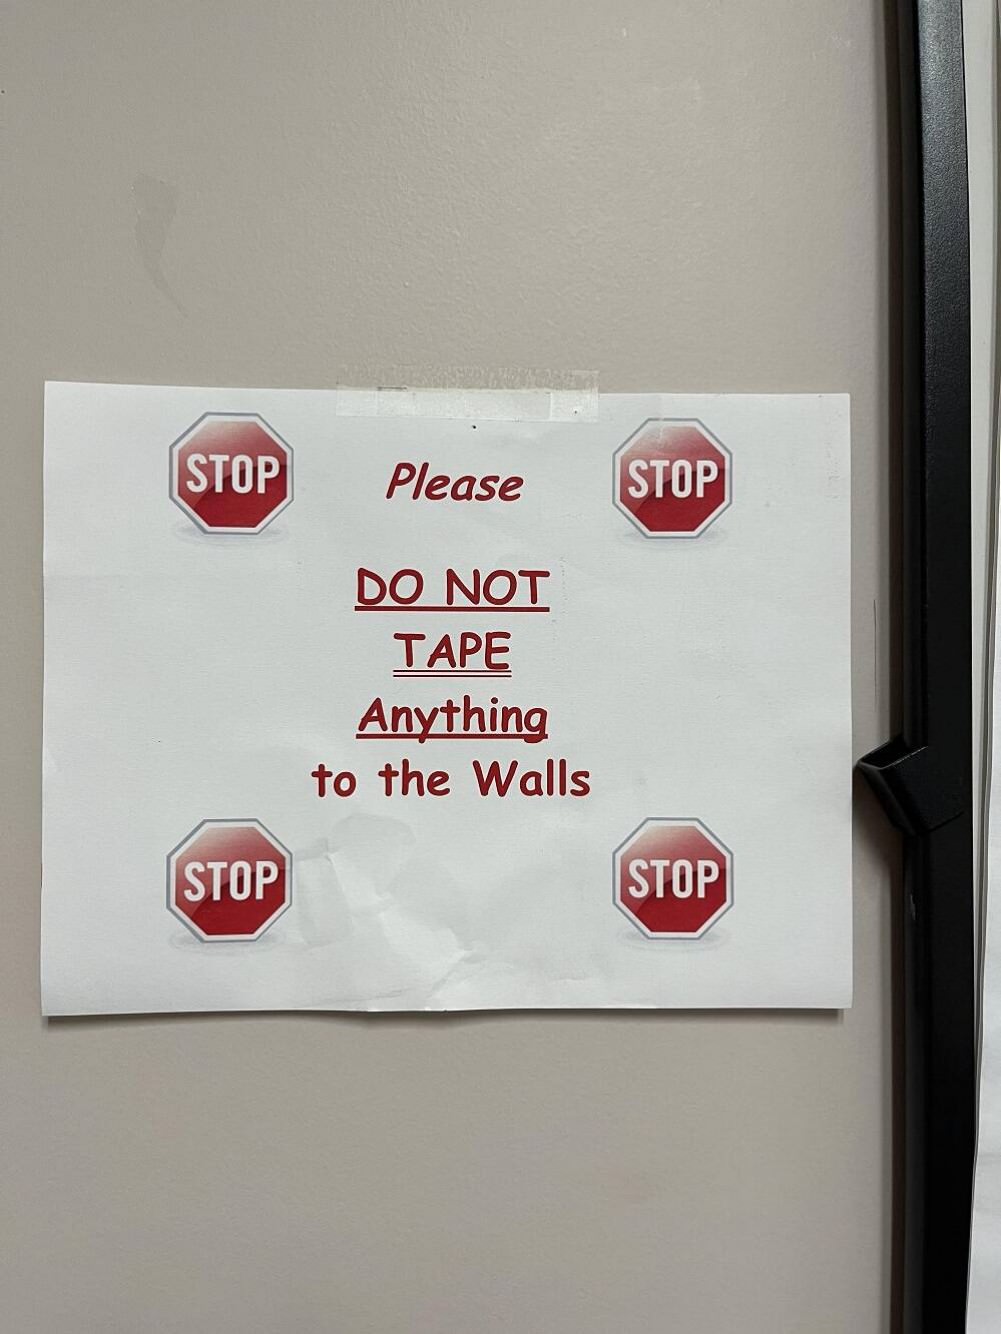 STOP Please STOP
DO NOT
TAPE
Anything
to the Walls
STOP STOP